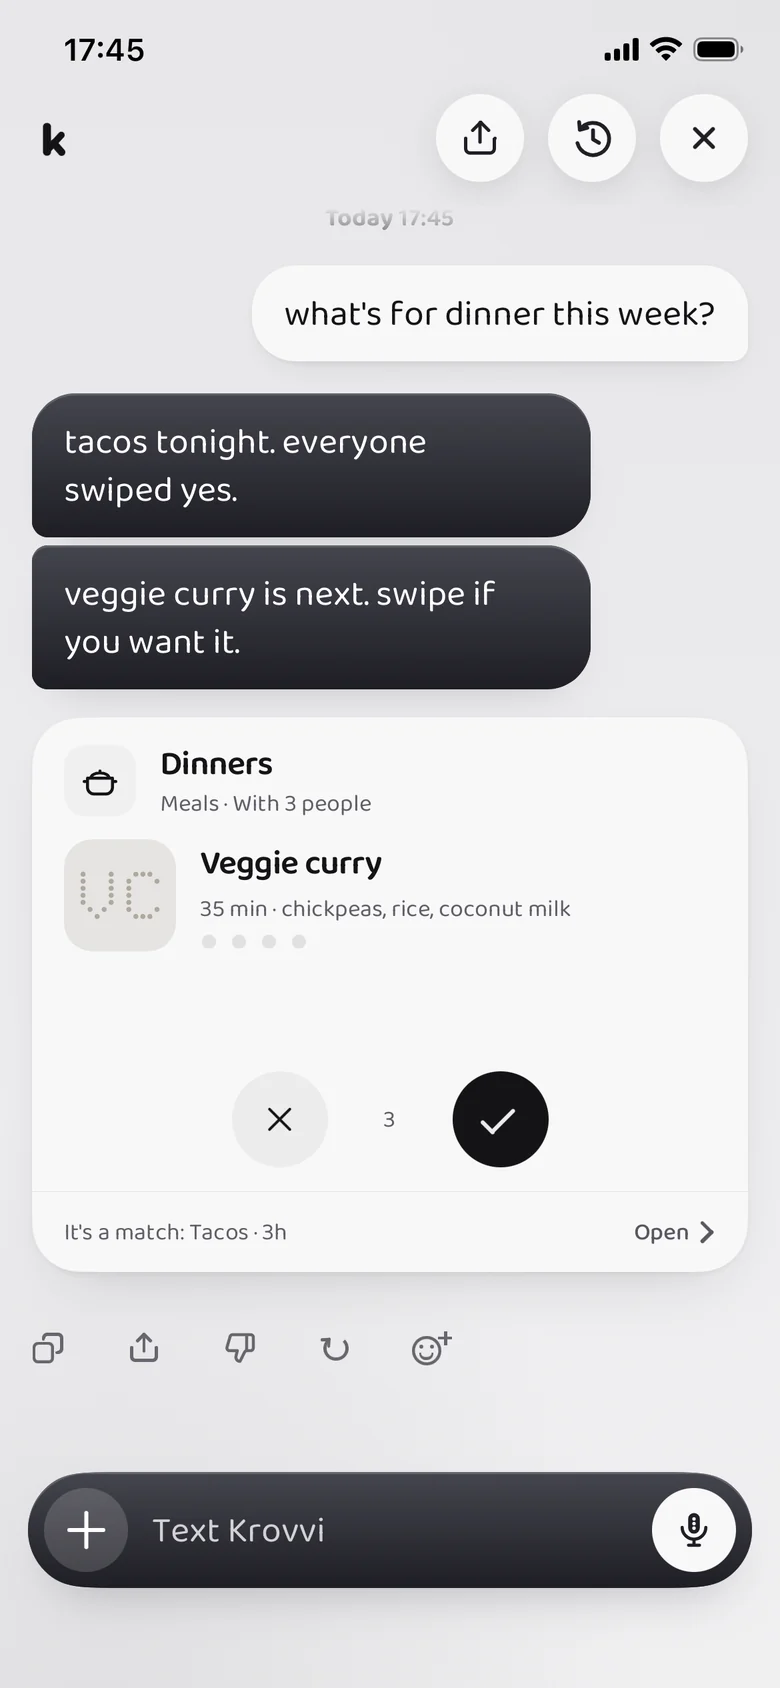 17:45
k
Today 17:45
what's for dinner this week?
tacos tonight. everyone
swiped yes.
veggie curry is next. swipe if
you want it.
Dinners
Meals · With 3 people
VC
Veggie curry
35 min · chickpeas, rice, coconut milk
3
It's a match: Tacos · 3h
Open
Text Krovvi